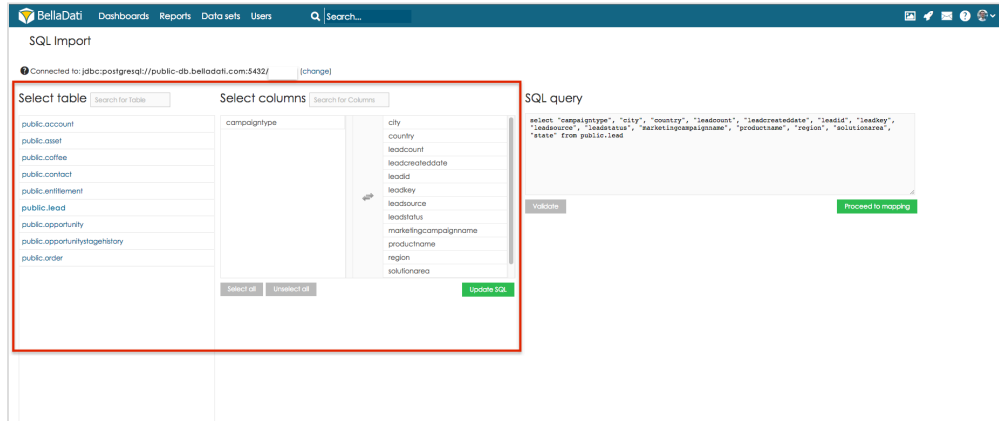 BellaDati Dashboards Reports Data sets Users Search...
SQL Import
Connected to: jdbc:postgresql://public-db.belladati.com:5432/ (change)
Select table Search for Table
public.account
public.asset
public.coffee
public.contact
public.entitlement
public.lead
public.opportunity
public.opportunitystagehistory
public.order
Select columns Search for Columns
campaigntype
city
country
leadcount
leadcreateddate
leadid
leadkey
leadsource
leadstatus
marketingcampaignname
productname
region
solutionarea
Select all Unselect all Update SQL
SQL query
select "campaigntype", "city", "country", "leadcount", "leadcreateddate", "leadid", "leadkey",
"leadsource", "leadstatus", "marketingcampaignname", "productname", "region", "solutionarea",
"state" from public.lead
Validate Proceed to mapping